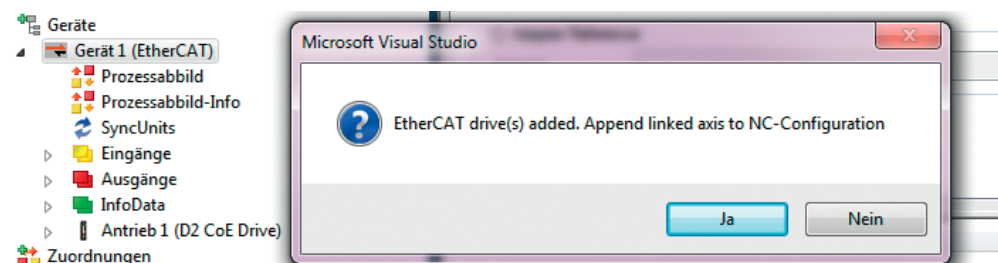 Geräte
Gerät 1 (EtherCAT)
Prozessabbild
Prozessabbild-Info
SyncUnits
Eingänge
Ausgänge
InfoData
Antrieb 1 (D2 CoE Drive)
Zuordnungen
Microsoft Visual Studio
EtherCAT drive(s) added. Append linked axis to NC-Configuration
Ja
Nein